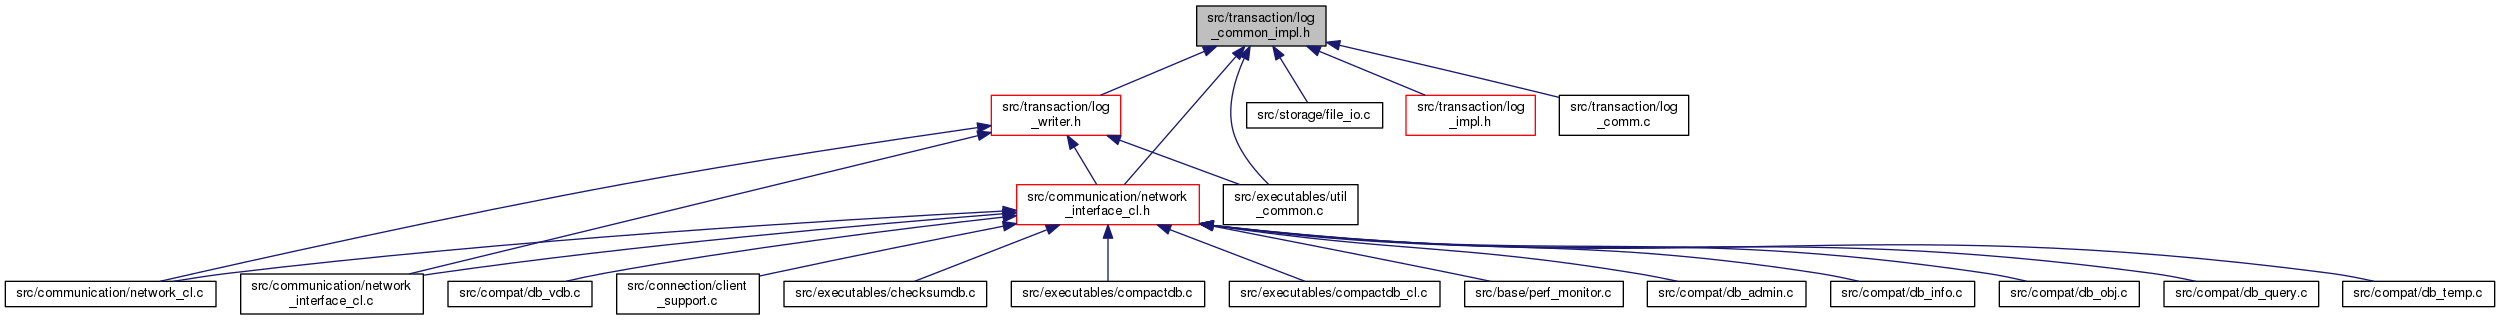 src/transaction/log
_common_impl.h
src/transaction/log
_writer.h
src/storage/file_io.c
src/transaction/log
_impl.h
src/transaction/log
_comm.c
src/communication/network
_interface_cl.h
src/executables/util
_common.c
src/communication/network_cl.c
src/communication/network
_interface_cl.c
src/compat/db_vdb.c
src/connection/client
_support.c
src/executables/checksumdb.c
src/executables/compactdb.c
src/executables/compactdb_cl.c
src/base/perf_monitor.c
src/compat/db_admin.c
src/compat/db_info.c
src/compat/db_obj.c
src/compat/db_query.c
src/compat/db_temp.c